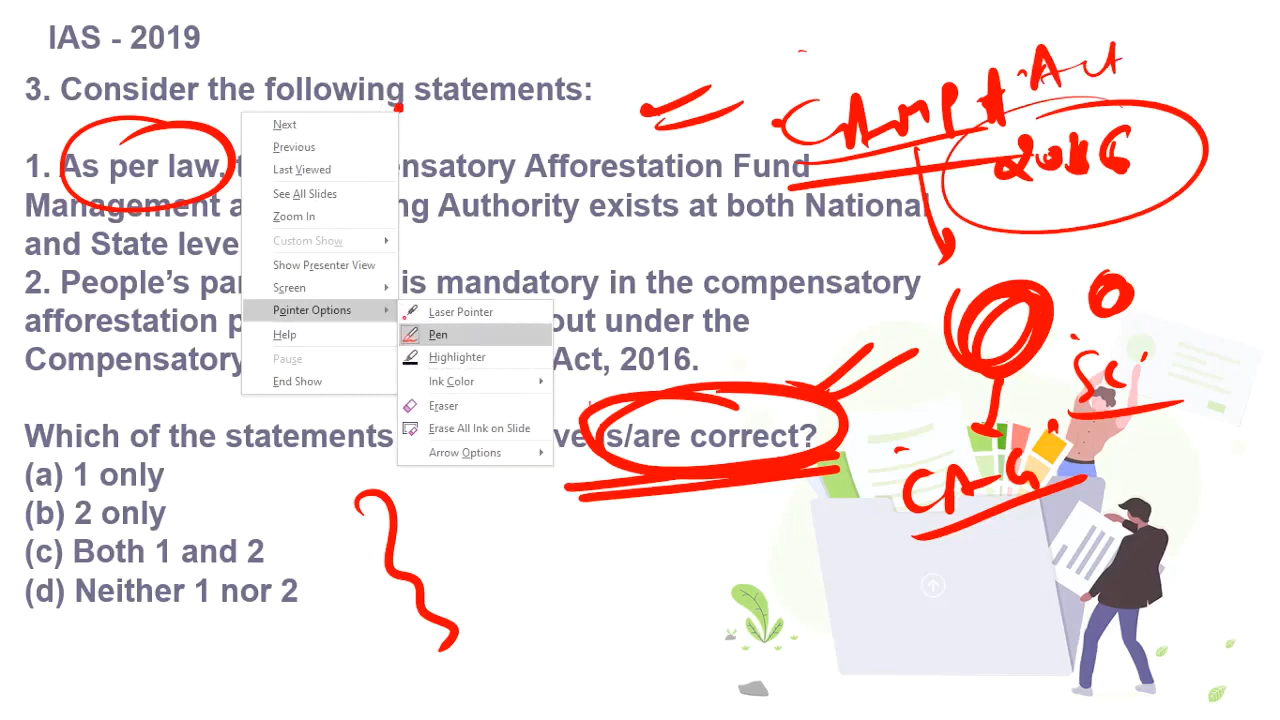 IAS - 2019
3. Consider the following statements:
1. As per law, t ensatory Afforestation Fund
Management a ng Authority exists at both National
and State leve
2. People's par is mandatory in the compensatory
afforestation p out under the
Compensatory Act, 2016.
Which of the statements ve is/are correct?
(a) 1 only
(b) 2 only
(c) Both 1 and 2
(d) Neither 1 nor 2
Next
Previous
Last Viewed
See All Slides
Zoom In
Custom Show
Show Presenter View
Screen
Pointer Options
Help
Pause
End Show
Laser Pointer
Pen
Highlighter
Ink Color
Eraser
Erase All Ink on Slide
Arrow Options
CAMPA Act
2016
SC
CAG